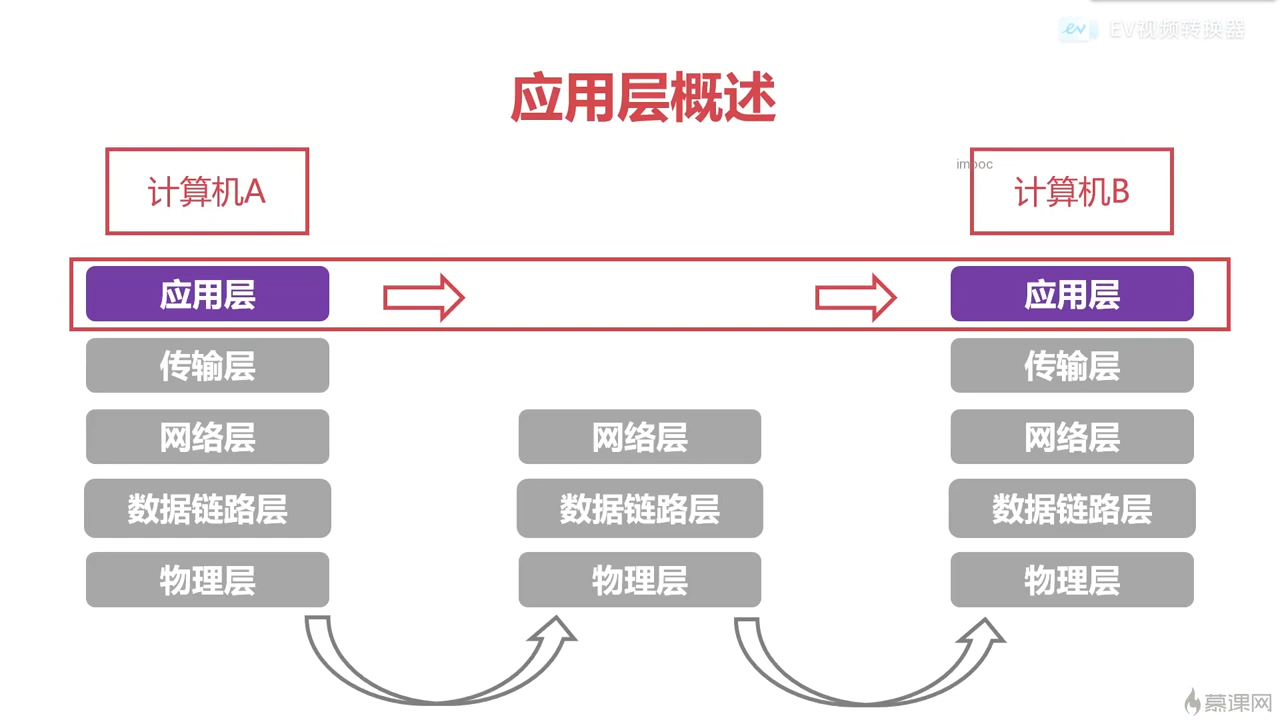 ev EV视频转换器
应用层概述
计算机A
imooc
计算机B
应用层
应用层
传输层
传输层
网络层
网络层
网络层
数据链路层
数据链路层
数据链路层
物理层
物理层
物理层
慕课网